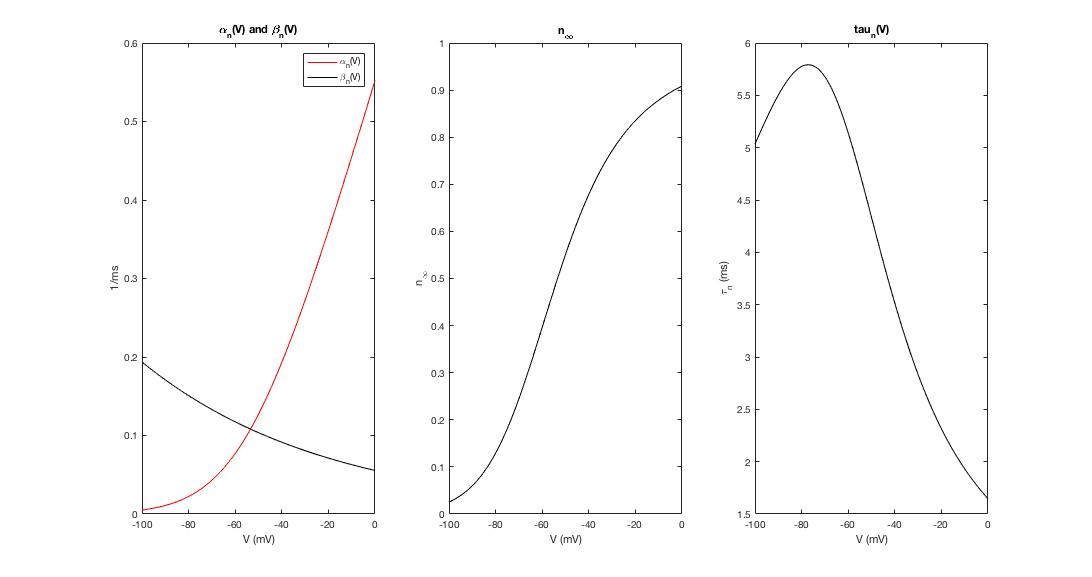 αn(V) and βn(V)
0.6
0.5
0.4
0.3
0.2
0.1
0
1/ms
αn(V)
βn(V)
-100 -80 -60 -40 -20 0
V (mV)
n∞
1
0.9
0.8
0.7
0.6
0.5
0.4
0.3
0.2
0.1
0
n∞
-100 -80 -60 -40 -20 0
V (mV)
taun(V)
6
5.5
5
4.5
4
3.5
3
2.5
2
1.5
τn (ms)
-100 -80 -60 -40 -20 0
V (mV)